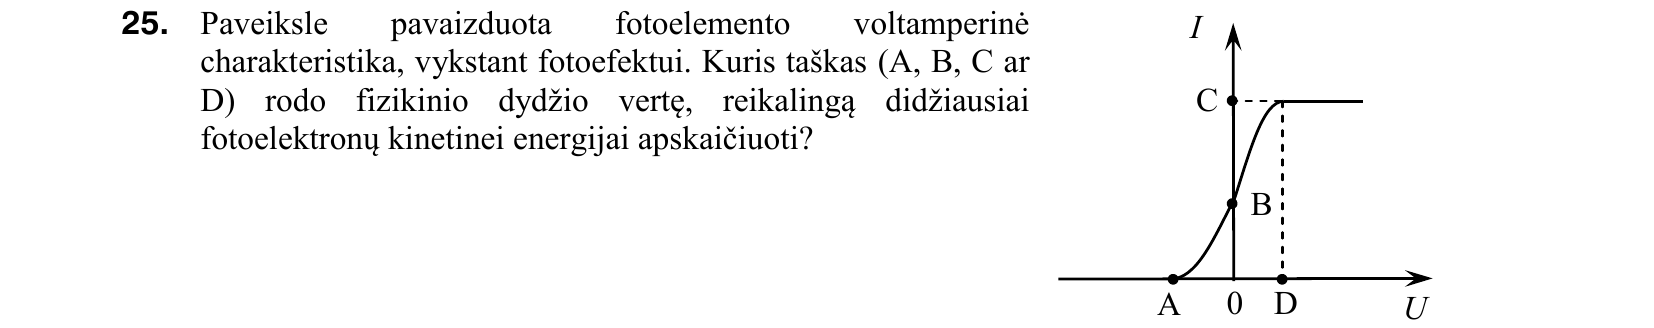 25. Paveiksle pavaizduota fotoelemento voltamperinė
charakteristika, vykstant fotoefektui. Kuris taškas (A, B, C ar
D) rodo fizikinio dydžio vertę, reikalingą didžiausiai
fotoelektronų kinetinei energijai apskaičiuoti?
I
C
B
A 0 D U